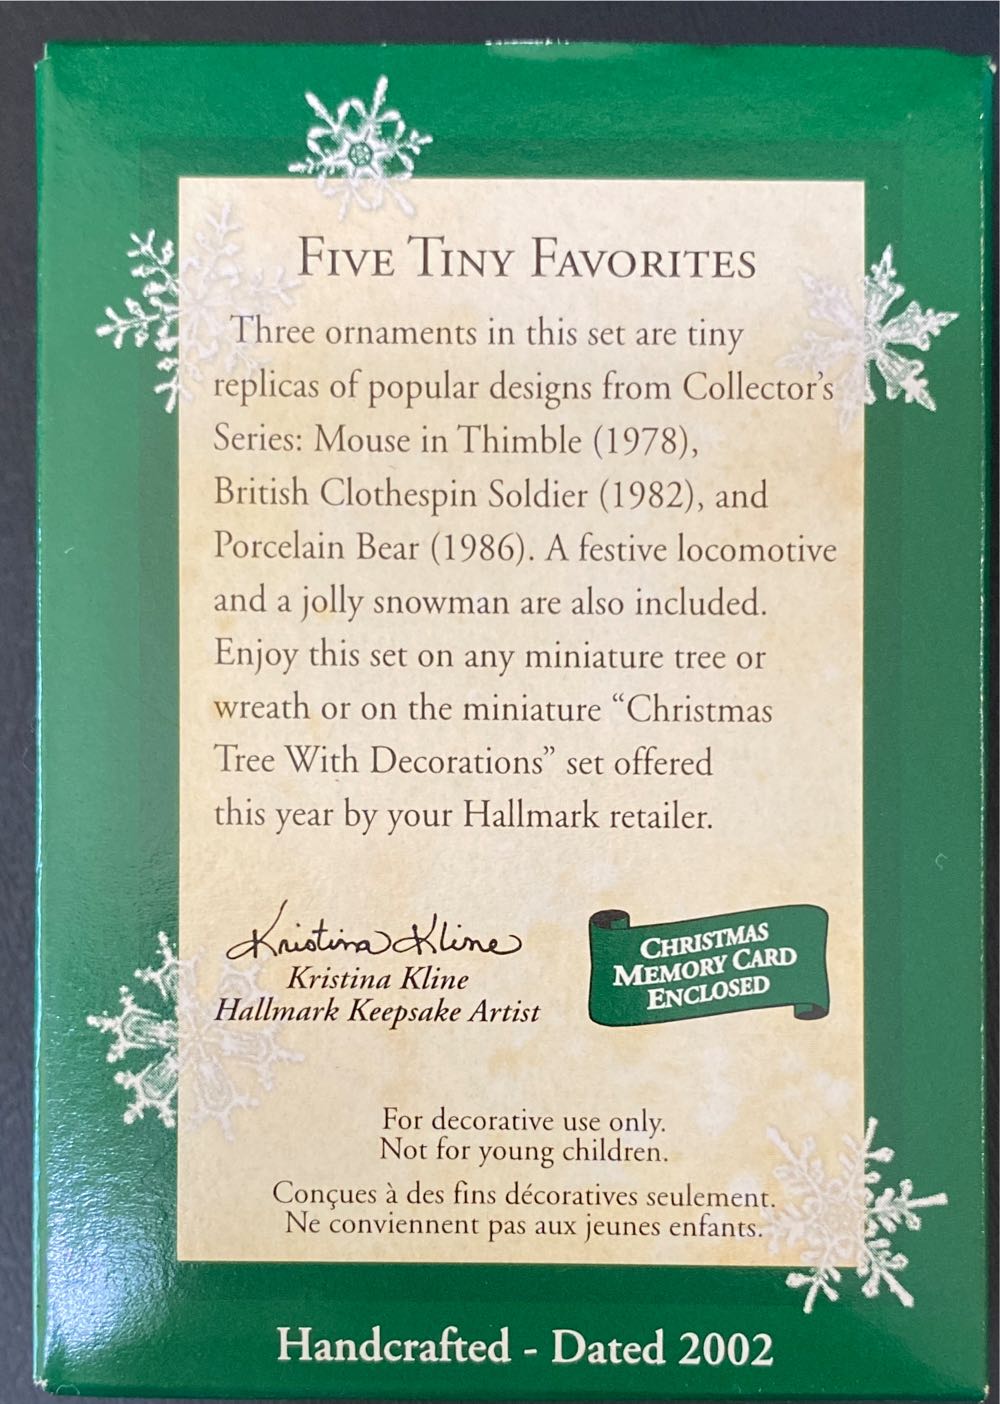 FIVE TINY FAVORITES
Three ornaments in this set are tiny
replicas of popular designs from Collector's
Series: Mouse in Thimble (1978),
British Clothespin Soldier (1982), and
Porcelain Bear (1986). A festive locomotive
and a jolly snowman are also included.
Enjoy this set on any miniature tree or
wreath or on the miniature “Christmas
Tree With Decorations” set offered
this year by your Hallmark retailer.
Kristina Kline
Kristina Kline
Hallmark Keepsake Artist
CHRISTMAS
MEMORY CARD
ENCLOSED
For decorative use only.
Not for young children.
Conçues à des fins décoratives seulement.
Ne conviennent pas aux jeunes enfants.
Handcrafted - Dated 2002